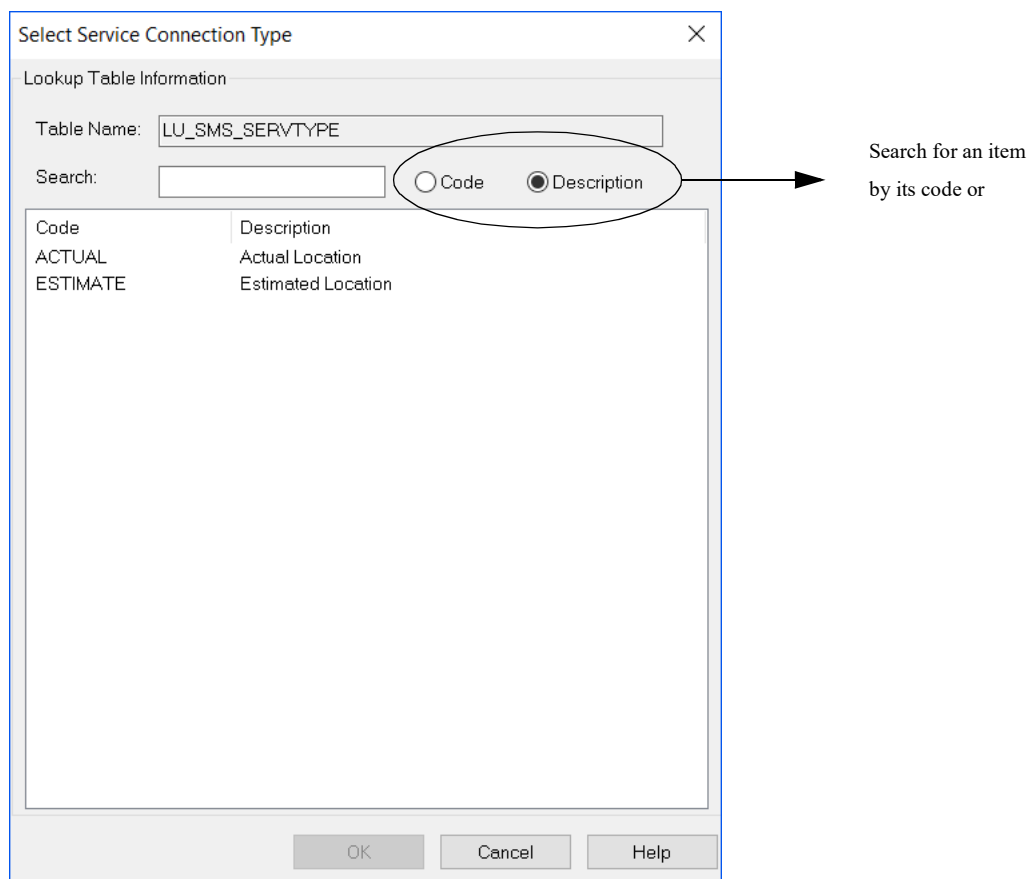 Select Service Connection Type
Lookup Table Information
Table Name: LU_SMS_SERVTYPE
Search: Code Description
Search for an item
by its code or
Code Description
ACTUAL Actual Location
ESTIMATE Estimated Location
OK Cancel Help